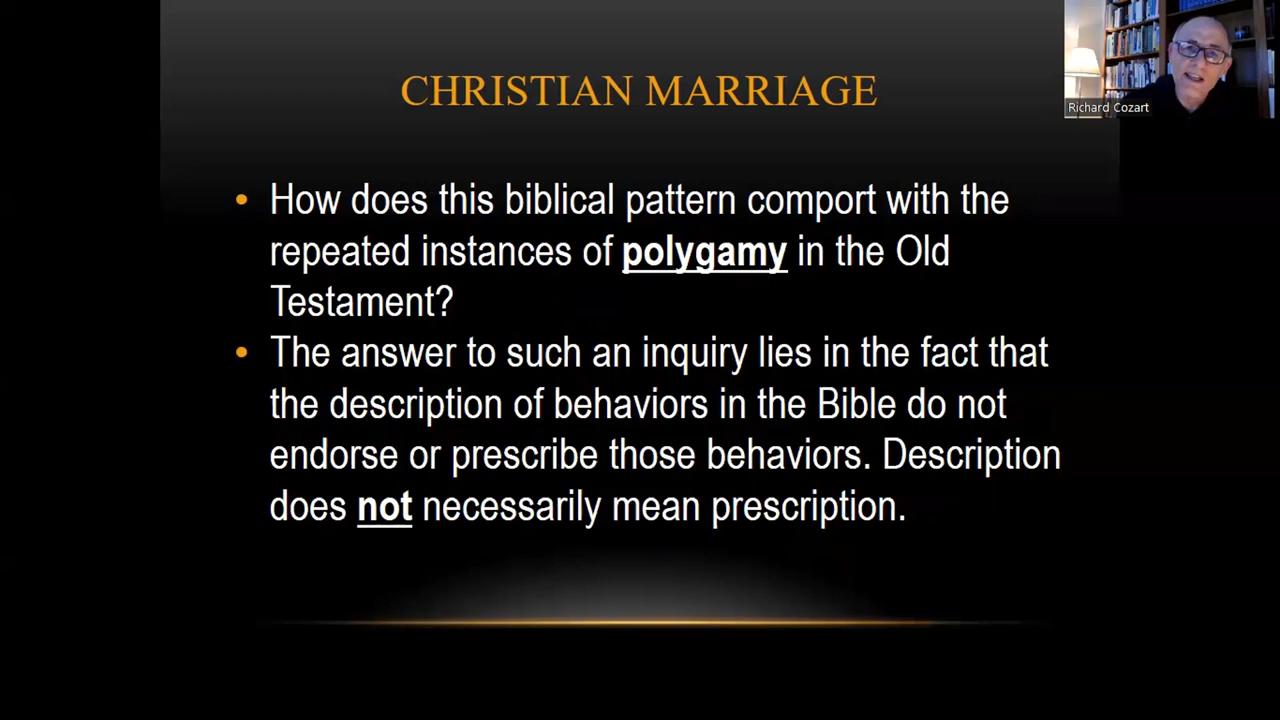 CHRISTIAN MARRIAGE
Richard Cozart
• How does this biblical pattern comport with the
repeated instances of polygamy in the Old
Testament?
• The answer to such an inquiry lies in the fact that
the description of behaviors in the Bible do not
endorse or prescribe those behaviors. Description
does not necessarily mean prescription.